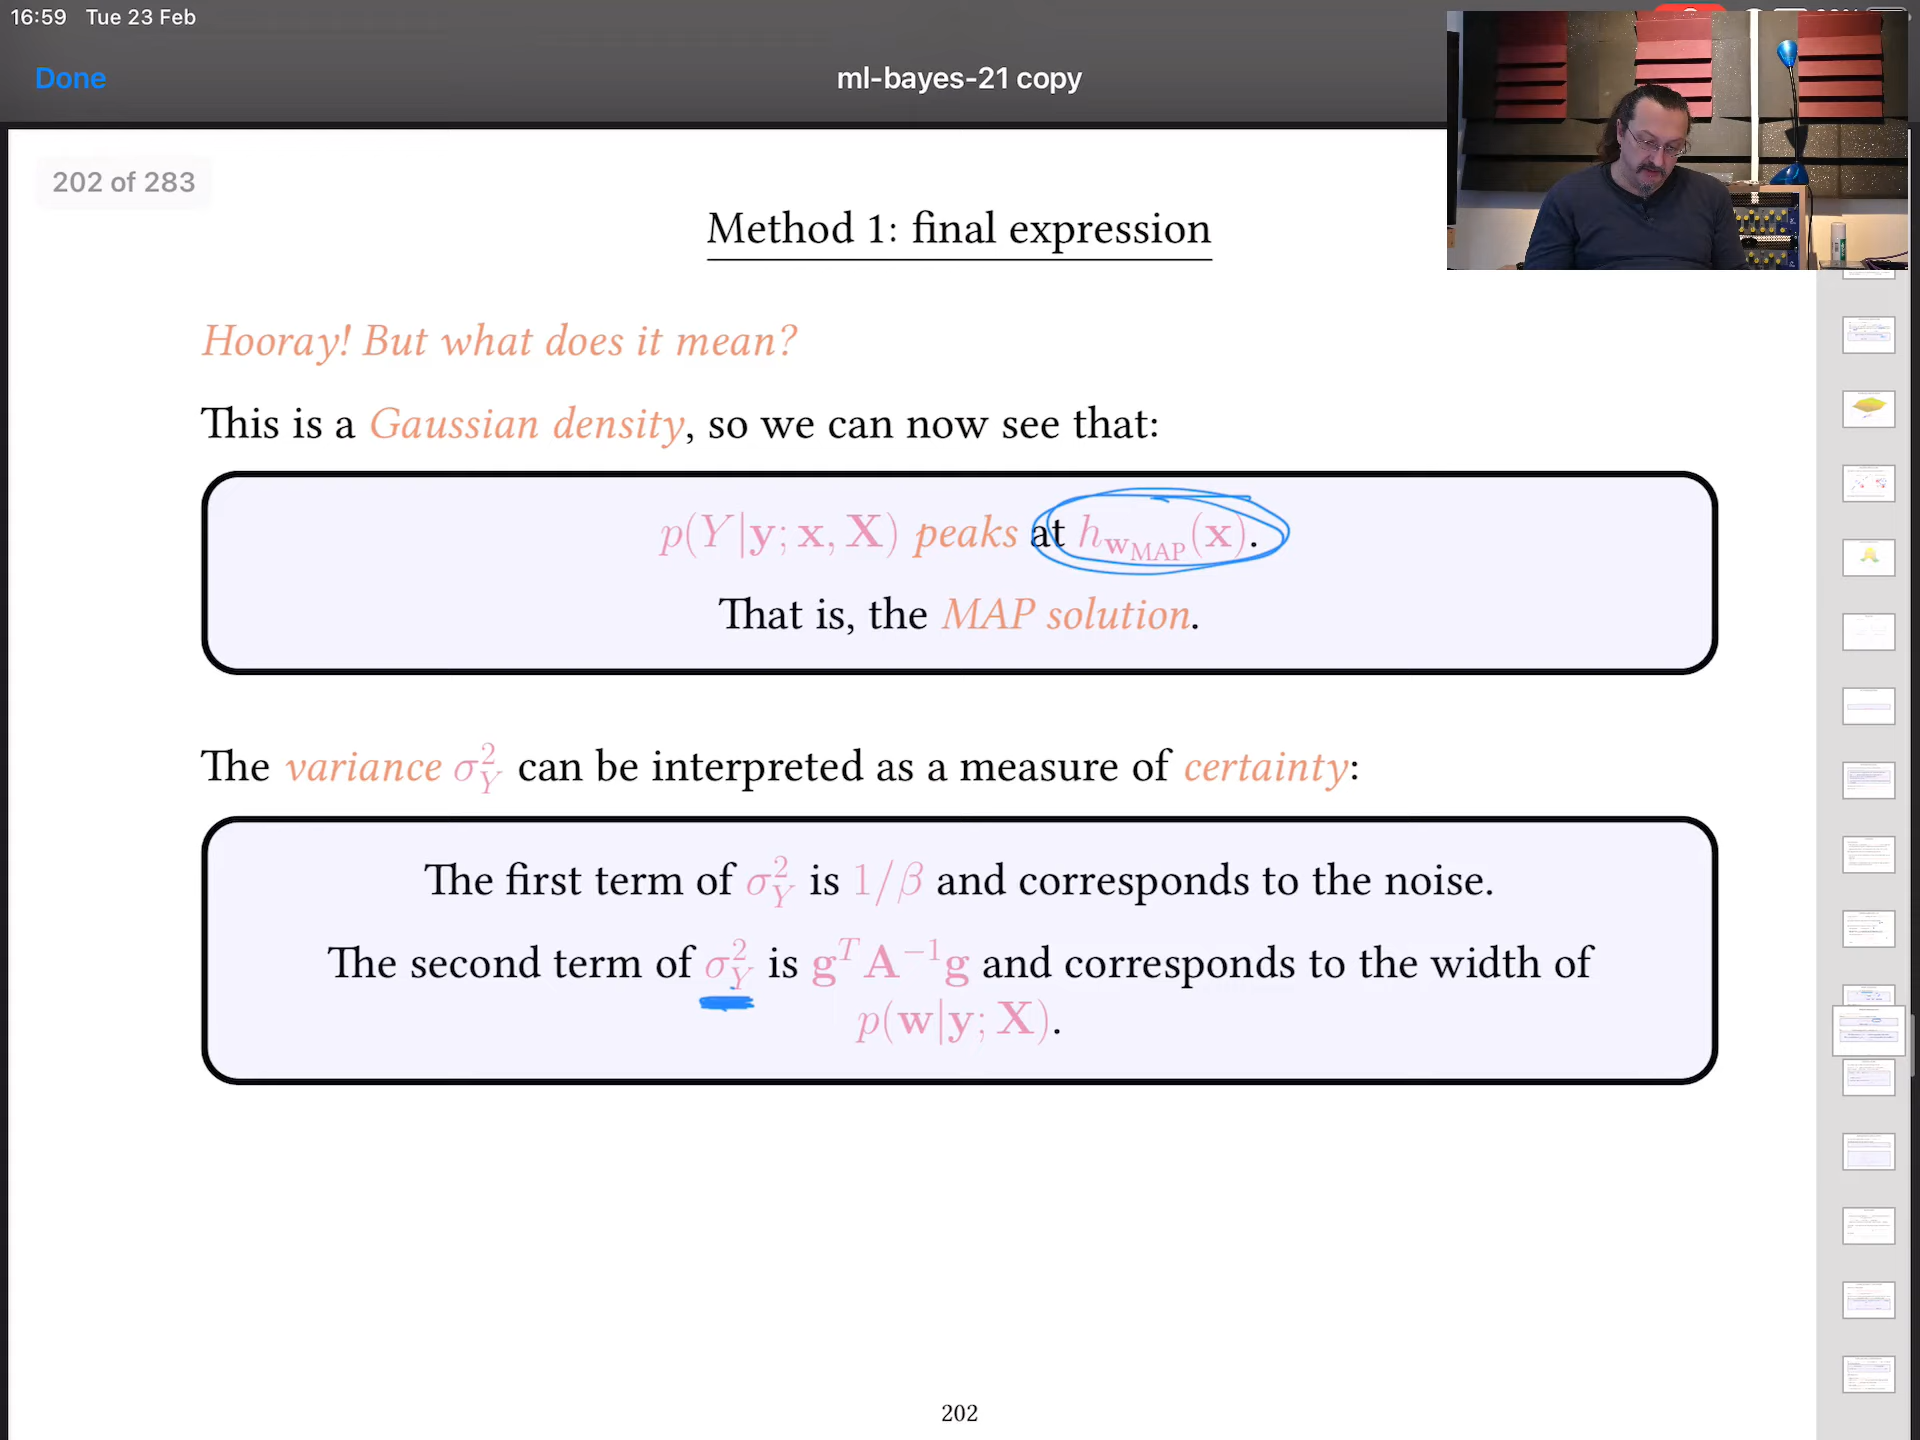 16:59 Tue 23 Feb
Done
ml-bayes-21 copy
202 of 283
Method 1: final expression
Hooray! But what does it mean?
This is a Gaussian density, so we can now see that:
p(Y|y; x, X) peaks at h_{w_{MAP}}(x).
That is, the MAP solution.
The variance σ_Y^2 can be interpreted as a measure of certainty:
The first term of σ_Y^2 is 1/β and corresponds to the noise.
The second term of σ_Y^2 is g^T A^{-1} g and corresponds to the width of
p(w|y; X).
202